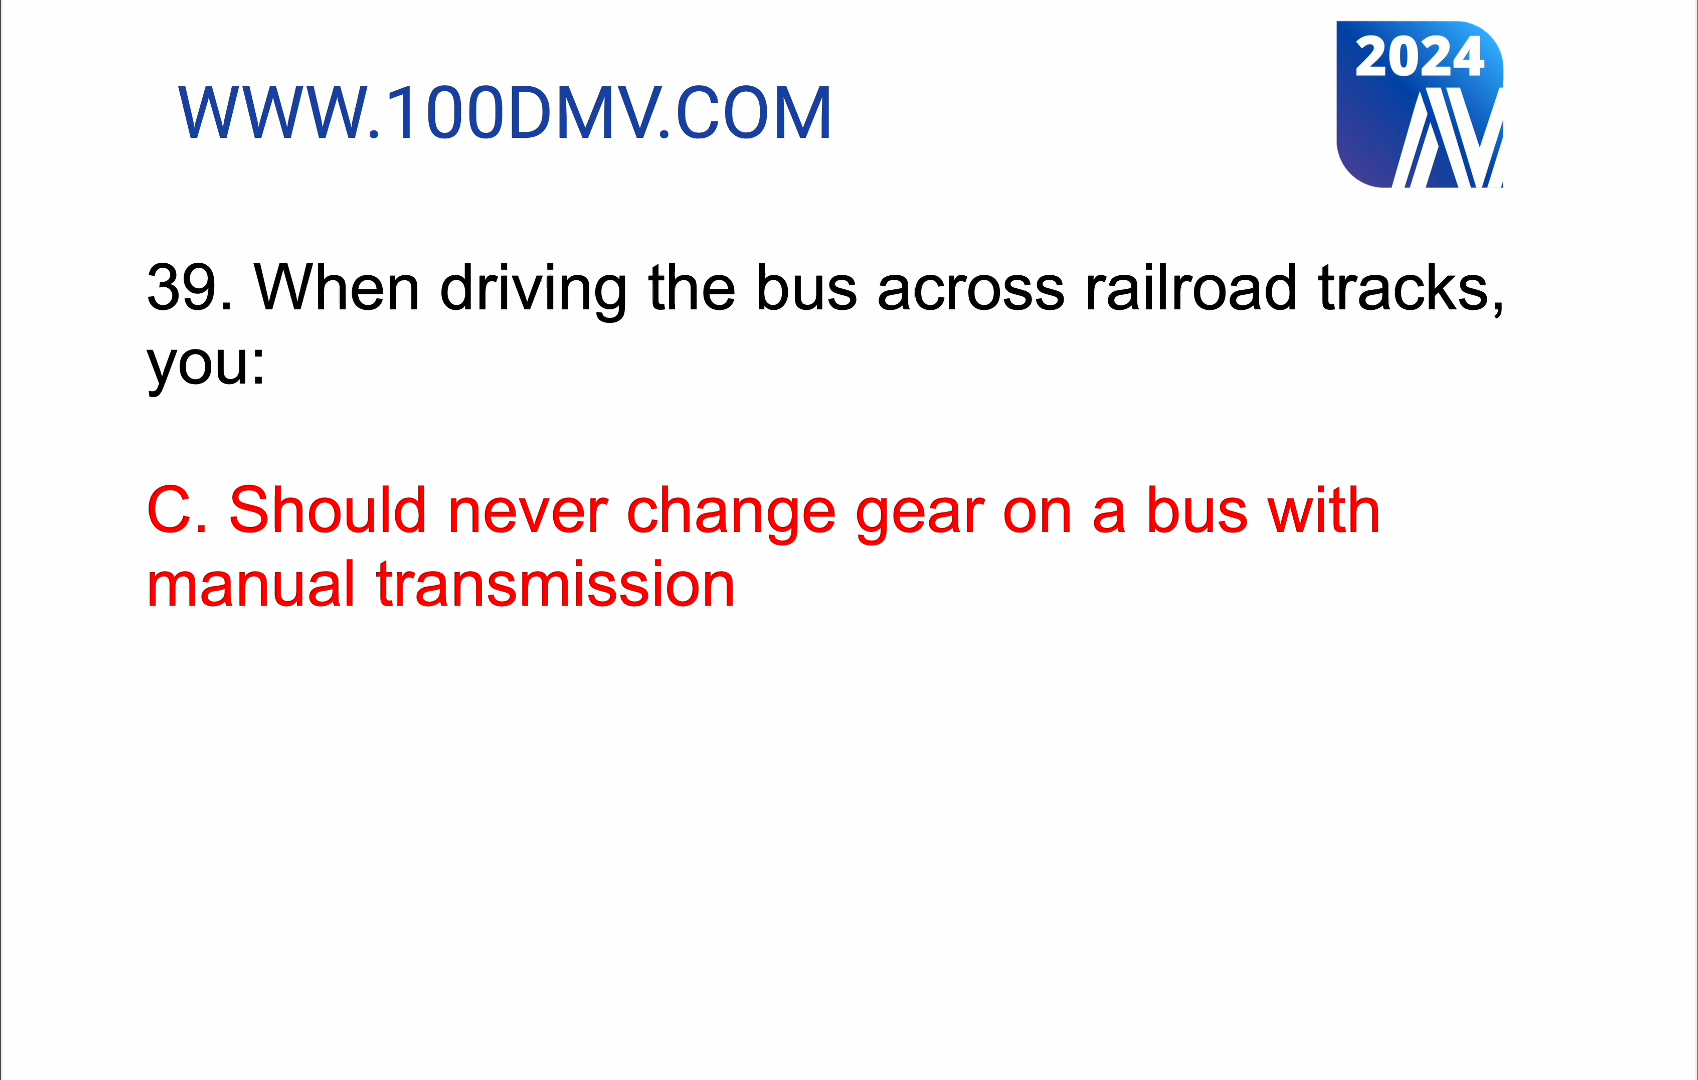 WWW.100DMV.COM
2024
39. When driving the bus across railroad tracks,
you:
C. Should never change gear on a bus with
manual transmission